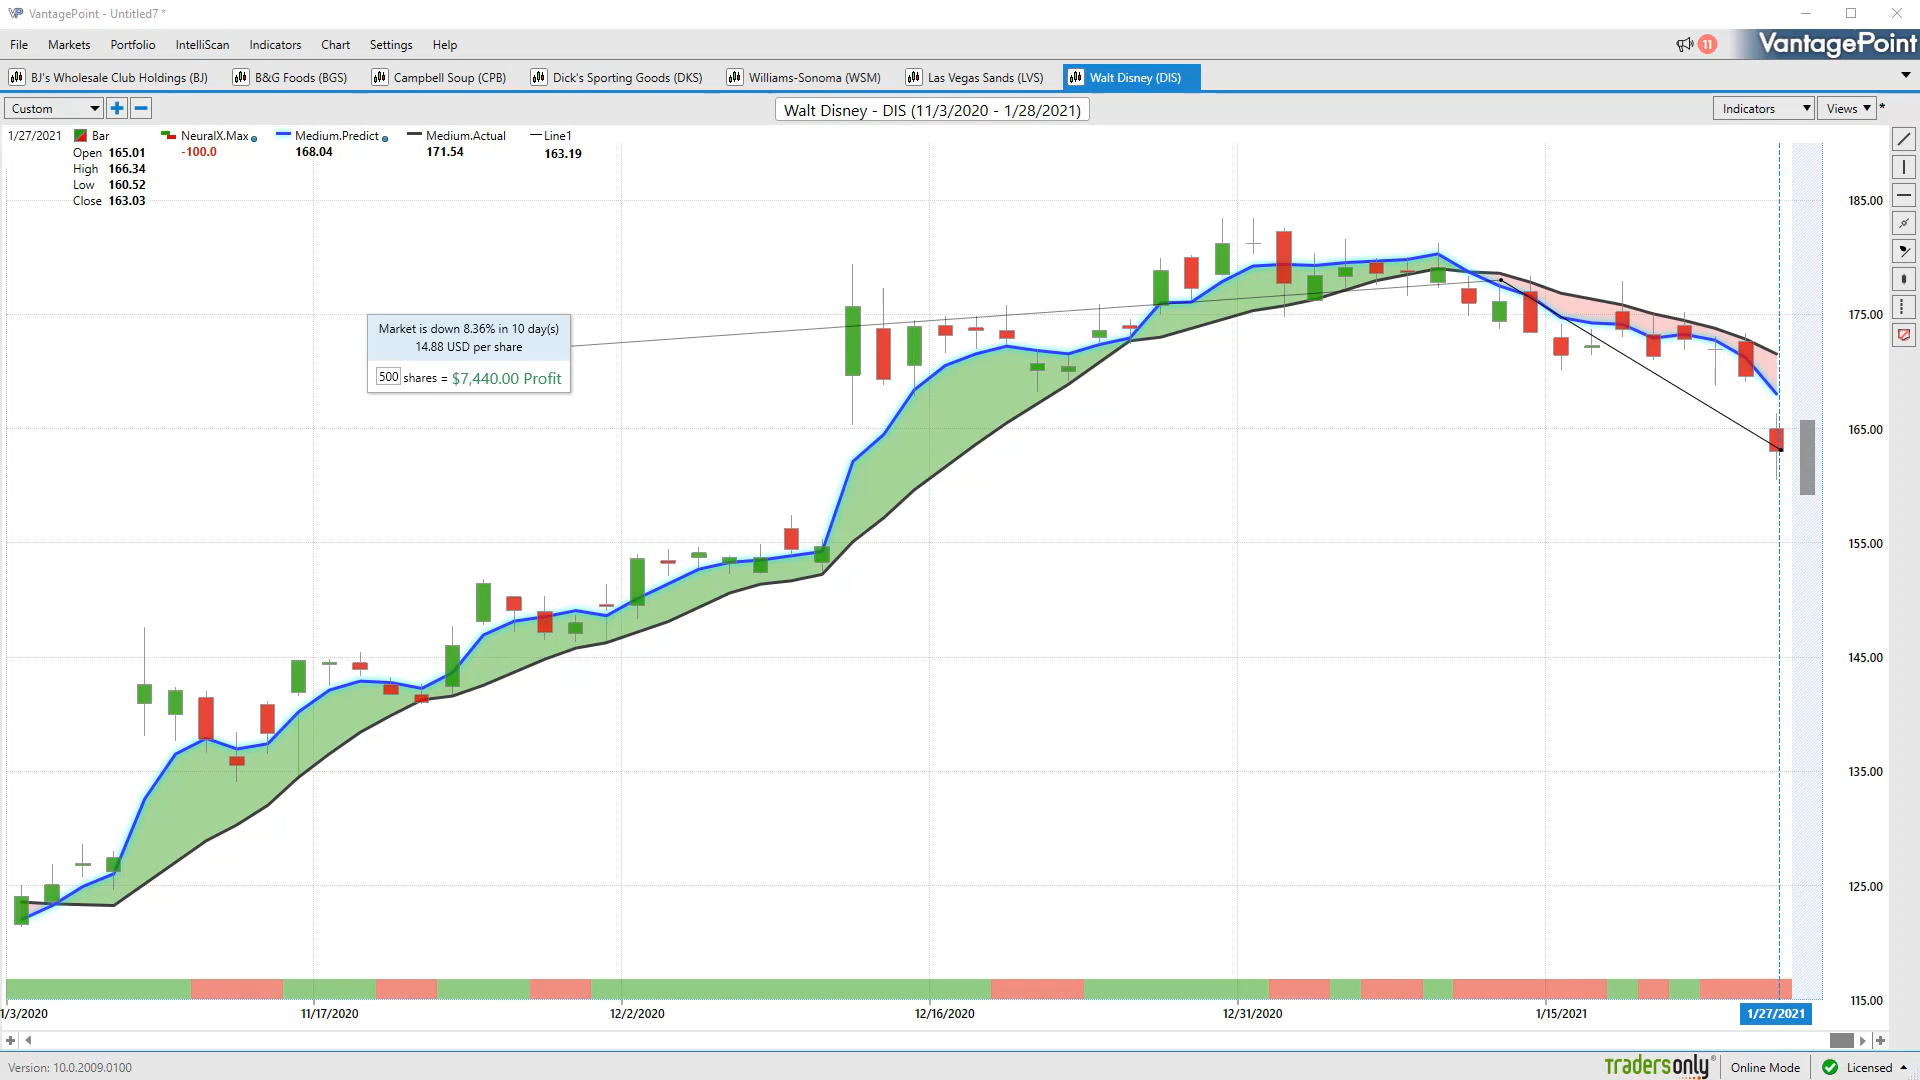 VP VantagePoint - Untitled7 *
File Markets Portfolio IntelliScan Indicators Chart Settings Help
11 VantagePoint
BJ's Wholesale Club Holdings (BJ) B&G Foods (BGS) Campbell Soup (CPB) Dick's Sporting Goods (DKS) Williams-Sonoma (WSM) Las Vegas Sands (LVS) Walt Disney (DIS)
Custom Walt Disney - DIS (11/3/2020 - 1/28/2021) Indicators Views *
1/27/2021 Bar NeuralX.Max Medium.Predict Medium.Actual Line1
Open 165.01 -100.0 168.04 171.54 163.19
High 166.34
Low 160.52
Close 163.03
185.00
175.00
Market is down 8.36% in 10 day(s)
14.88 USD per share
500 shares = $7,440.00 Profit
165.00
155.00
145.00
135.00
125.00
115.00
1/3/2020 11/17/2020 12/2/2020 12/16/2020 12/31/2020 1/15/2021 1/27/2021
Version: 10.0.2009.0100 tradersonly Online Mode Licensed